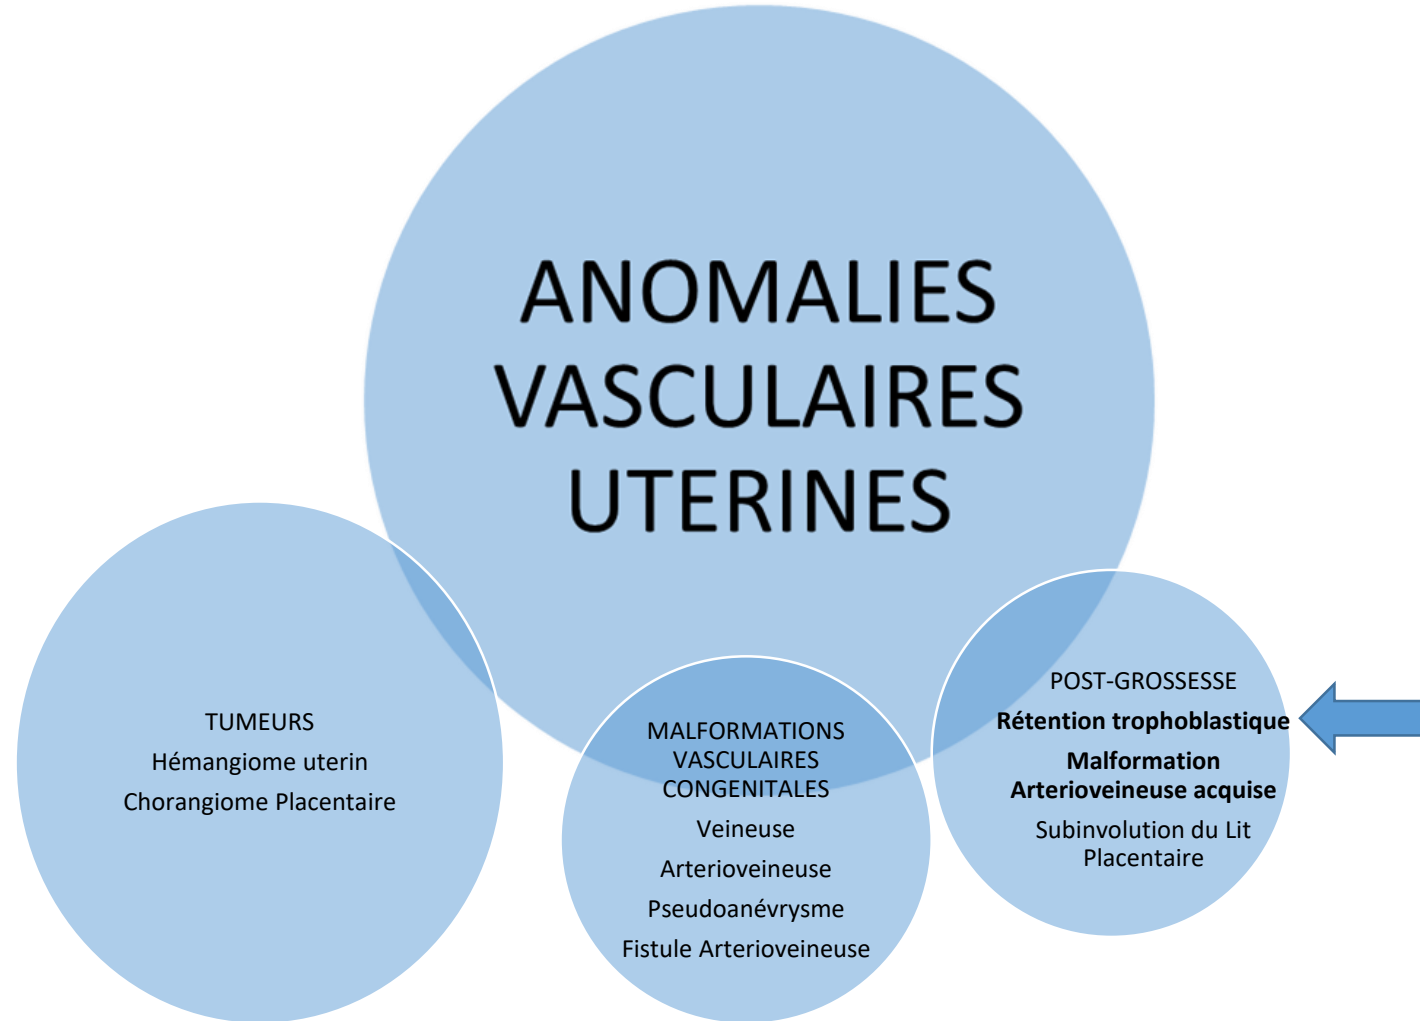 ANOMALIES
VASCULAIRES
UTERINES
TUMEURS
Hémangiome uterin
Chorangiome Placentaire
MALFORMATIONS
VASCULAIRES
CONGENITALES
Veineuse
Arterioveineuse
Pseudoanévrysme
Fistule Arterioveineuse
POST-GROSSESSE
Rétention trophoblastique
Malformation
Arterioveineuse acquise
Subinvolution du Lit
Placentaire